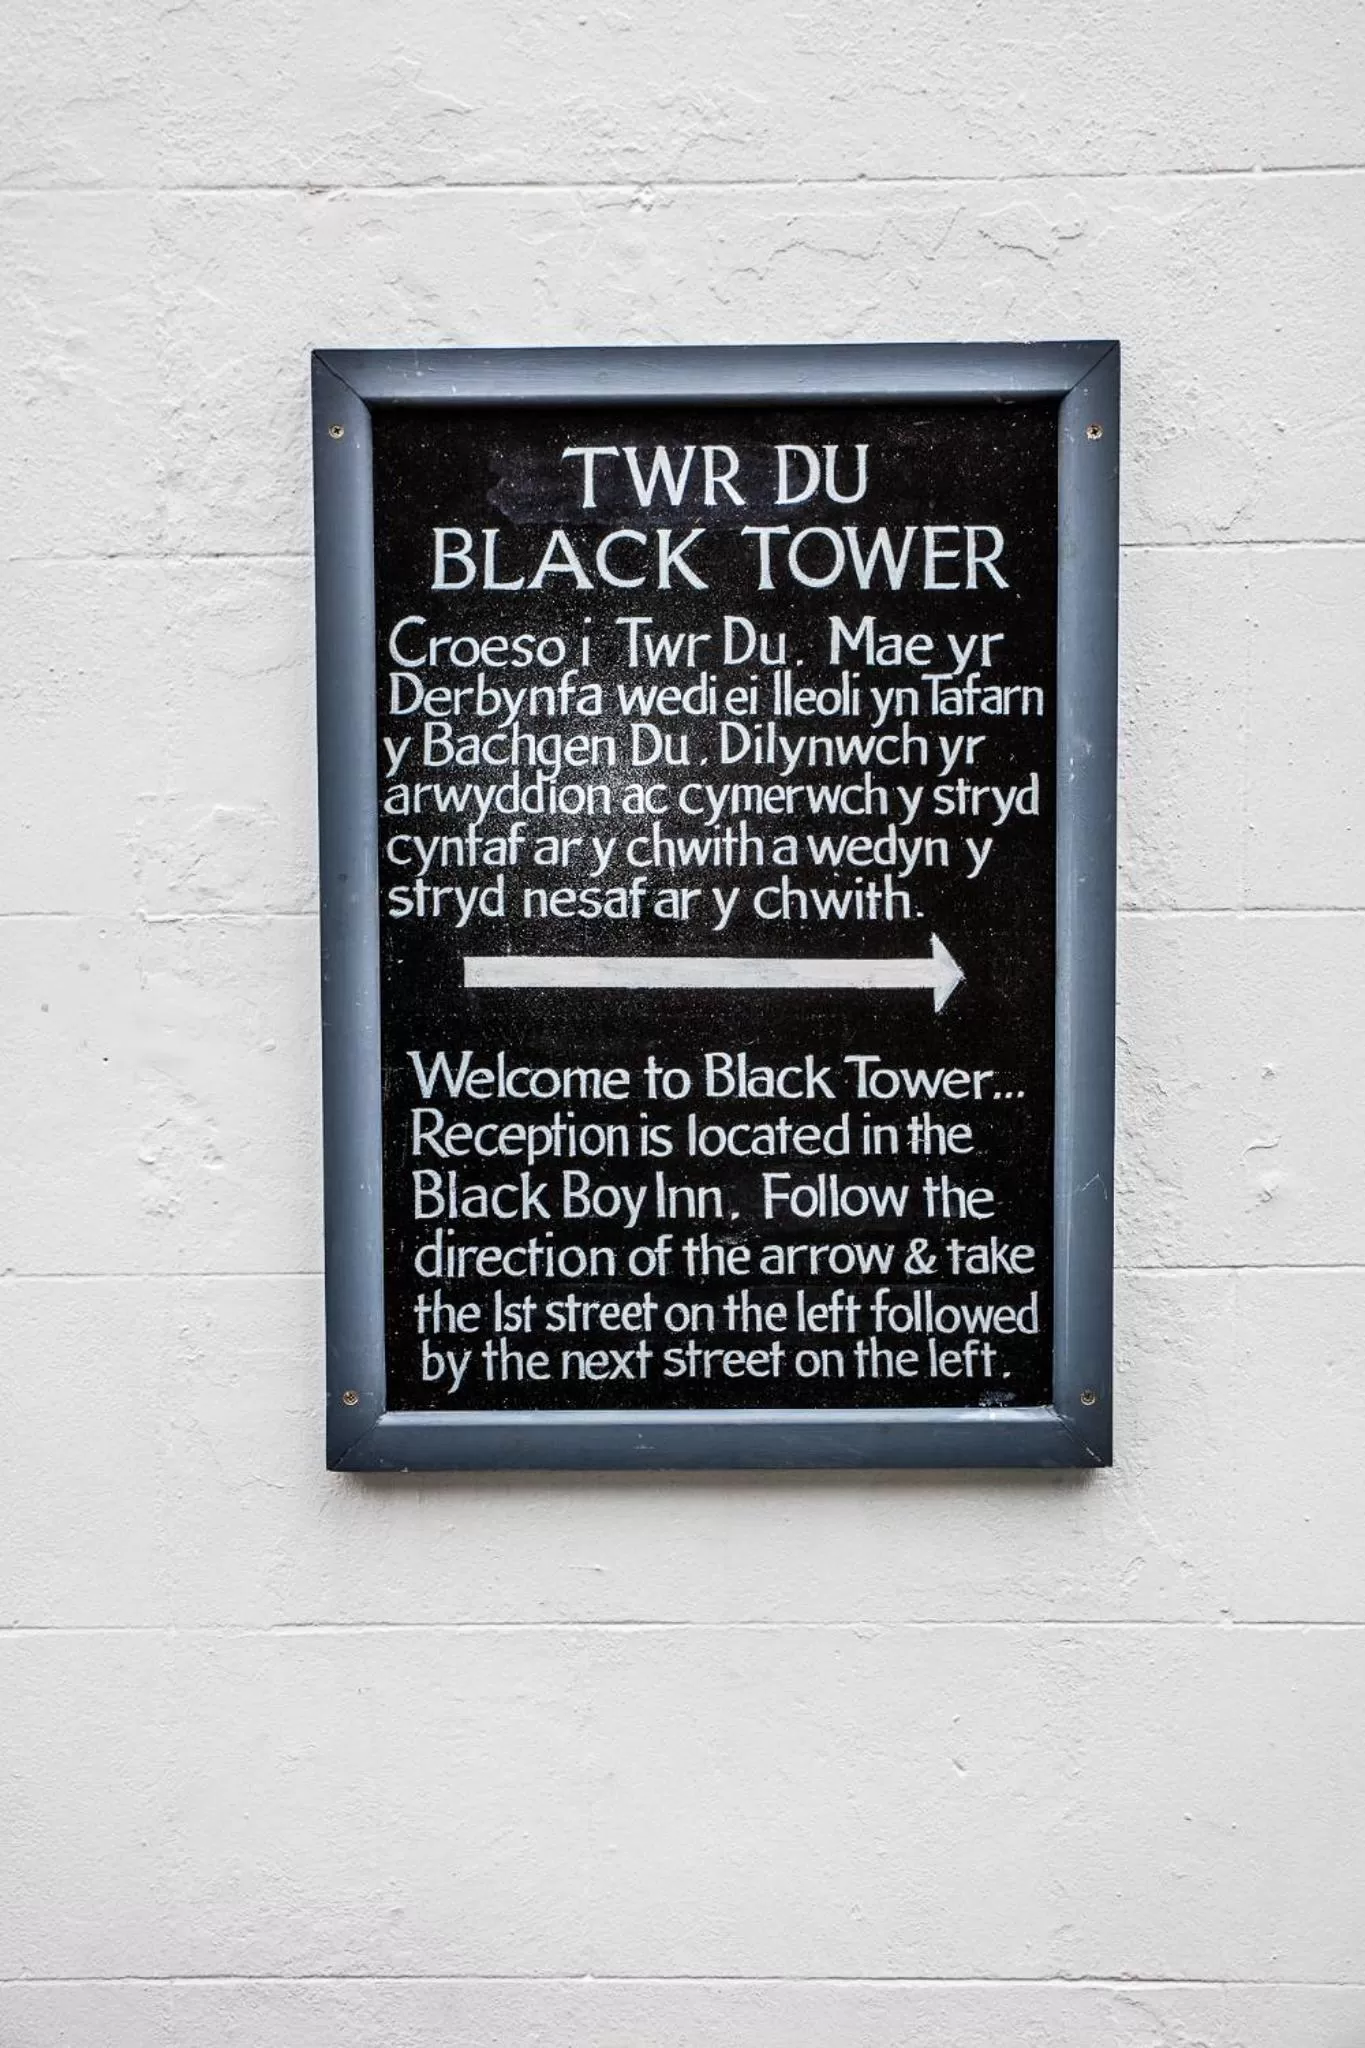 TWR DU
BLACK TOWER
Croeso i Twr Du. Mae yr
Derbynfa wedi ei lleoli yn Tafarn
y Bachgen Du. Dilynwch yr
arwyddion ac cymerwch y stryd
cynfaf ar y chwith a wedyn y
stryd nesaf ar y chwith.
Welcome to Black Tower...
Reception is located in the
Black Boy Inn. Follow the
direction of the arrow & take
the 1st street on the left followed
by the next street on the left.